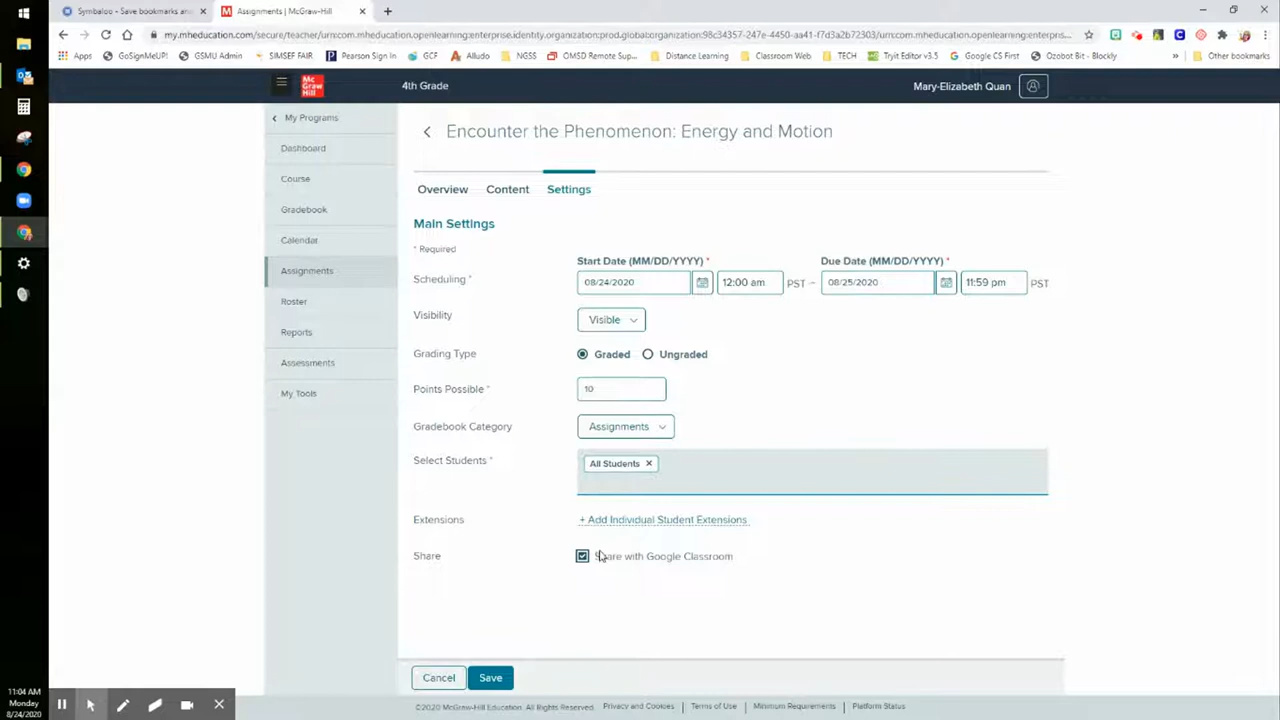 Symbaloo - Save bookmarks and
Assignments | McGraw-Hill
my.mheducation.com/secure/teacher/urn:com.mheducation.openlearning:enterprise.identity.organization:prod.global:organization:98c34357-247e-4450-aa41-f7d3a2b72303/urn:com.mheducation.openlearning:enterpris...
Apps GoSignMeUP! GSMU Admin SIMSEF FAIR Pearson Sign In GCF Alludo NGSS OMSD Remote Sup... Distance Learning Classroom Web TECH Tryit Editor v3.5 Google CS First Ozobot Bit - Blockly » Other bookmarks
Mc Graw Hill
4th Grade
Mary-Elizabeth Quan
My Programs
Dashboard
Course
Gradebook
Calendar
Assignments
Roster
Reports
Assessments
My Tools
Encounter the Phenomenon: Energy and Motion
Overview Content Settings
Main Settings
* Required
Start Date (MM/DD/YYYY) * Due Date (MM/DD/YYYY) *
Scheduling * 08/24/2020 12:00 am PST – 08/25/2020 11:59 pm PST
Visibility Visible
Grading Type Graded Ungraded
Points Possible * 10
Gradebook Category Assignments
Select Students * All Students ×
Extensions + Add Individual Student Extensions
Share Share with Google Classroom
Cancel Save
©2020 McGraw-Hill Education. All Rights Reserved. Privacy and Cookies Terms of Use Minimum Requirements Platform Status
11:04 AM
Monday
8/24/2020